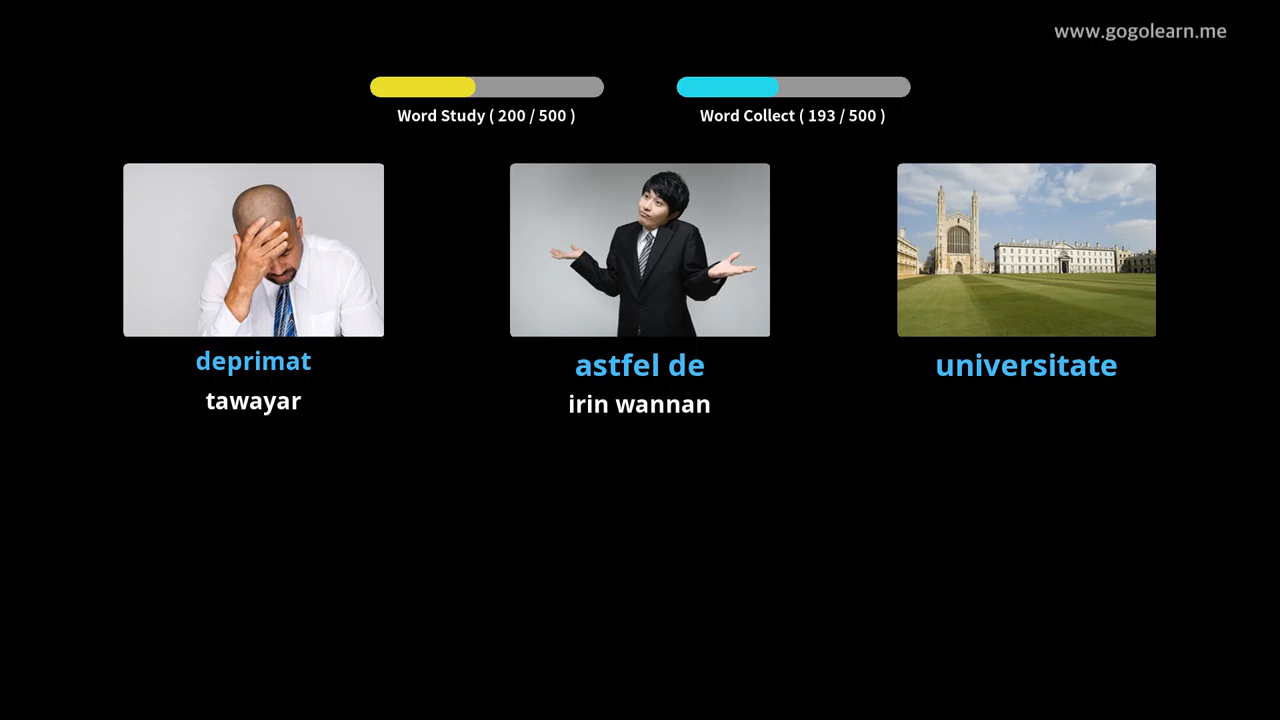 www.gogolearn.me
Word Study ( 200 / 500 )
Word Collect ( 193 / 500 )
deprimat
tawayar
astfel de
irin wannan
universitate